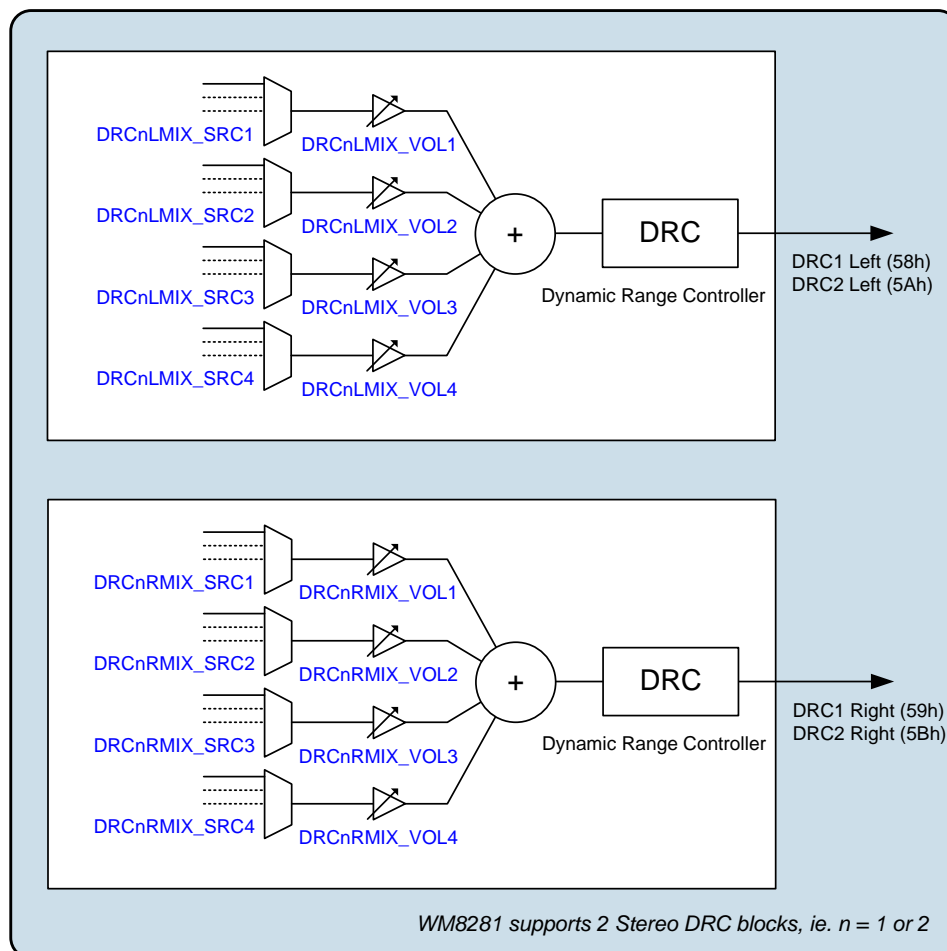 DRCnLMIX_SRC1
DRCnLMIX_VOL1
DRCnLMIX_SRC2
DRCnLMIX_VOL2
DRCnLMIX_SRC3
DRCnLMIX_VOL3
DRCnLMIX_SRC4
DRCnLMIX_VOL4
+
DRC
Dynamic Range Controller
DRC1 Left (58h)
DRC2 Left (5Ah)
DRCnRMIX_SRC1
DRCnRMIX_VOL1
DRCnRMIX_SRC2
DRCnRMIX_VOL2
DRCnRMIX_SRC3
DRCnRMIX_VOL3
DRCnRMIX_SRC4
DRCnRMIX_VOL4
+
DRC
Dynamic Range Controller
DRC1 Right (59h)
DRC2 Right (5Bh)
WM8281 supports 2 Stereo DRC blocks, ie. n = 1 or 2